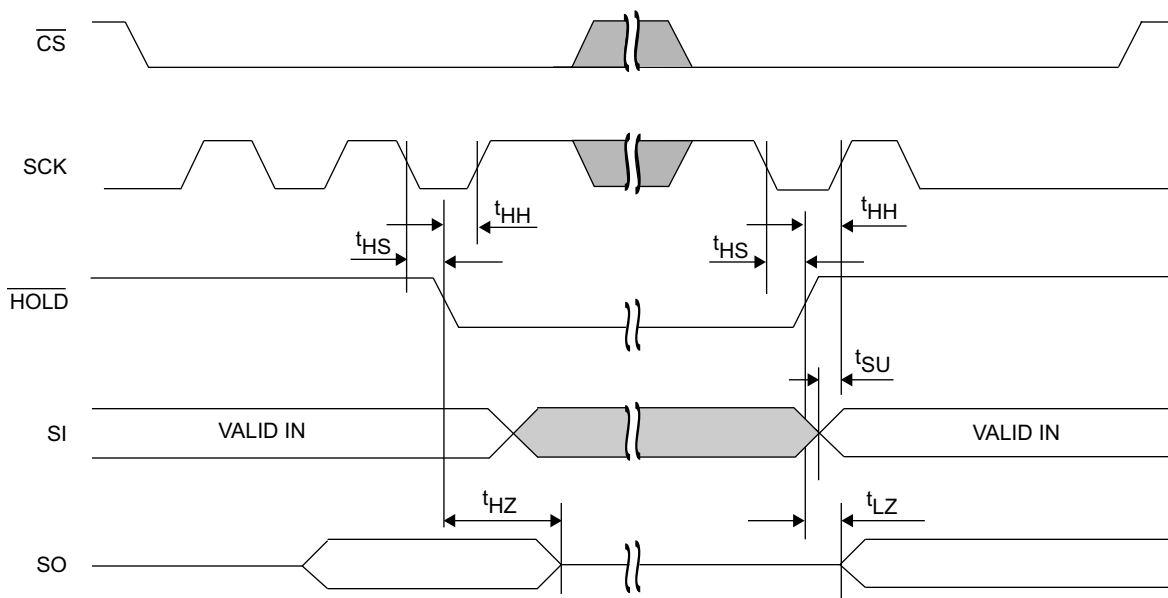 CS
SCK
tHH
tHH
tHS
tHS
HOLD
tSU
SI
VALID IN
VALID IN
tHZ
tLZ
SO